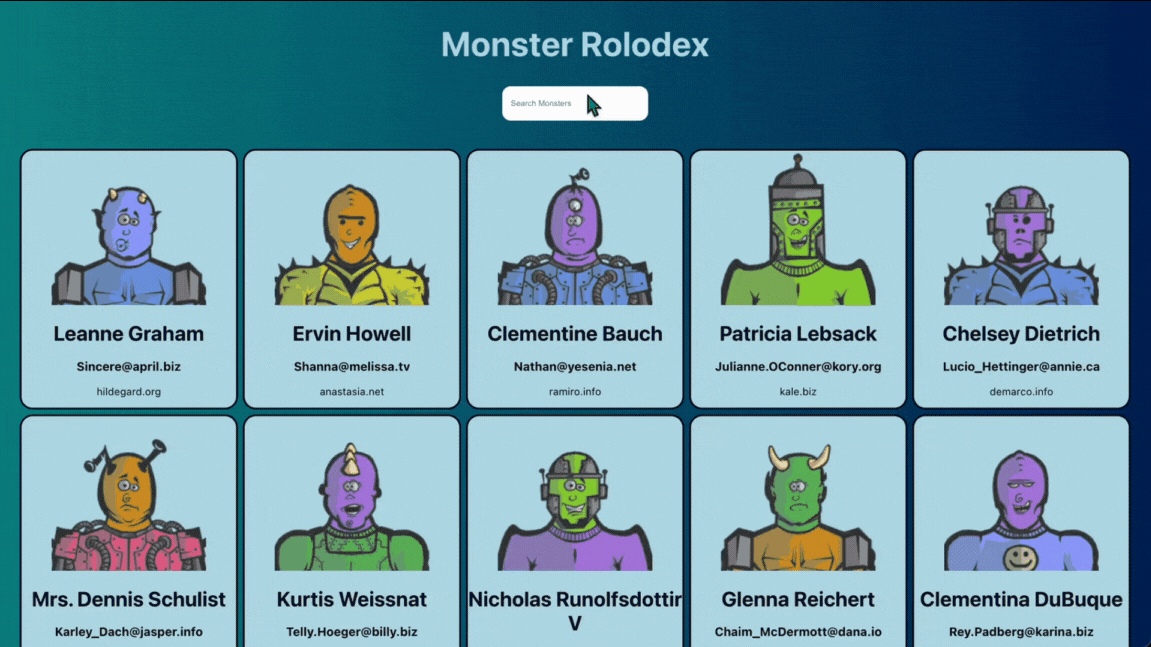 Monster Rolodex
Search Monsters
Leanne Graham
Sincere@april.biz
hildegard.org
Ervin Howell
Shanna@melissa.tv
anastasia.net
Clementine Bauch
Nathan@yesenia.net
ramiro.info
Patricia Lebsack
Julianne.OConner@kory.org
kale.biz
Chelsey Dietrich
Lucio_Hettinger@annie.ca
demarco.info
Mrs. Dennis Schulist
Karley_Dach@jasper.info
Kurtis Weissnat
Telly.Hoeger@billy.biz
Nicholas Runolfsdottir
V
Glenna Reichert
Chaim_McDermott@dana.io
Clementina DuBuque
Rey.Padberg@karina.biz